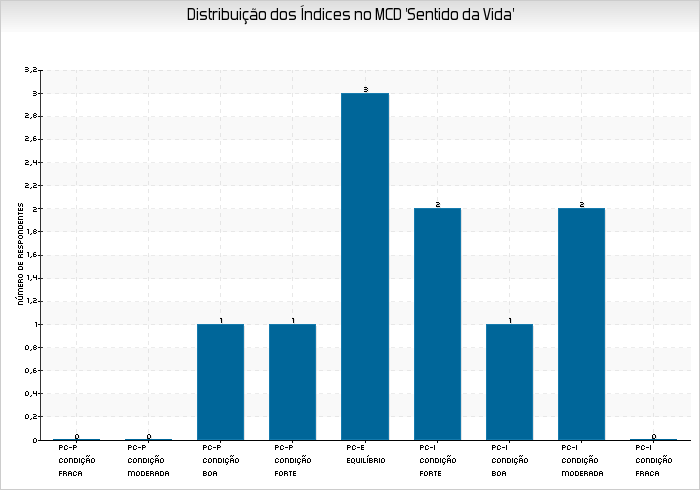 Distribuição dos Índices no MCD 'Sentido da Vida'
NÚMERO DE RESPONDENTES
3,2
3
2,8
2,6
2,4
2,2
2
1,8
1,6
1,4
1,2
1
0,8
0,6
0,4
0,2
0
0
0
1
1
3
2
1
2
0
PC-P
CONDIÇÃO
FRACA
PC-P
CONDIÇÃO
MODERADA
PC-P
CONDIÇÃO
BOA
PC-P
CONDIÇÃO
FORTE
PC-E
EQUILÍBRIO
PC-I
CONDIÇÃO
FORTE
PC-I
CONDIÇÃO
BOA
PC-I
CONDIÇÃO
MODERADA
PC-I
CONDIÇÃO
FRACA